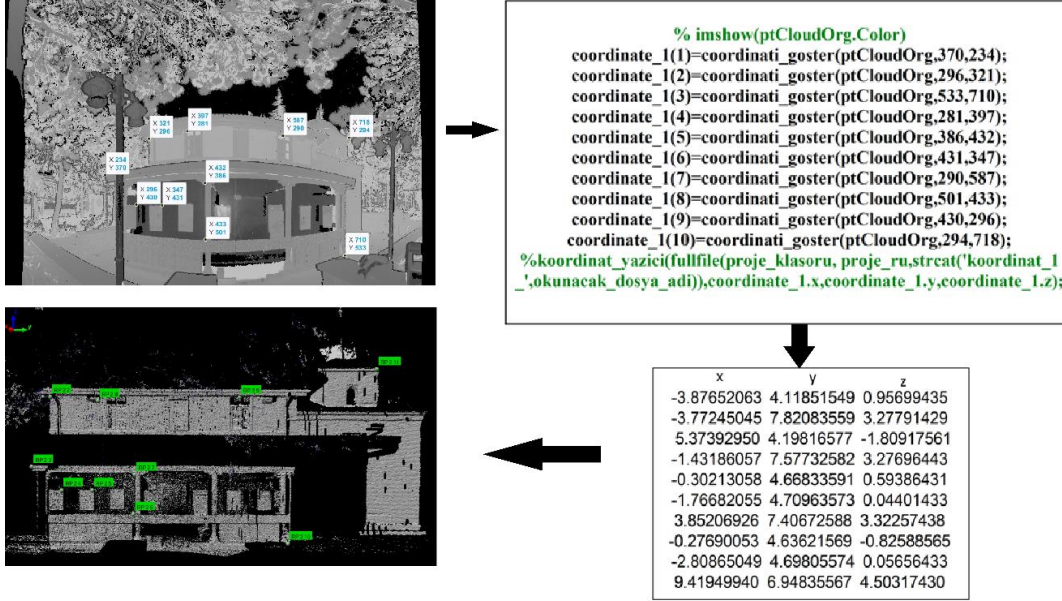 X 321
Y 296
X 397
Y 281
X 587
Y 290
X 718
Y 294
X 234
Y 370
X 432
Y 386
X 296
Y 430
X 347
Y 431
X 433
Y 501
X 710
Y 533
% imshow(ptCloudOrg.Color)
coordinate_1(1)=coordinati_goster(ptCloudOrg,370,234);
coordinate_1(2)=coordinati_goster(ptCloudOrg,296,321);
coordinate_1(3)=coordinati_goster(ptCloudOrg,533,710);
coordinate_1(4)=coordinati_goster(ptCloudOrg,281,397);
coordinate_1(5)=coordinati_goster(ptCloudOrg,386,432);
coordinate_1(6)=coordinati_goster(ptCloudOrg,431,347);
coordinate_1(7)=coordinati_goster(ptCloudOrg,290,587);
coordinate_1(8)=coordinati_goster(ptCloudOrg,501,433);
coordinate_1(9)=coordinati_goster(ptCloudOrg,430,296);
coordinate_1(10)=coordinati_goster(ptCloudOrg,294,718);
%koordinat_yazici(fullfile(proje_klasoru, proje_ru,strcat('koordinat_1
_',okunacak_dosya_adi)),coordinate_1.x,coordinate_1.y,coordinate_1.z);
x y z
-3.87652063 4.11851549 0.95699435
-3.77245045 7.82083559 3.27791429
5.37392950 4.19816577 -1.80917561
-1.43186057 7.57732582 3.27696443
-0.30213058 4.66833591 0.59386431
-1.76682055 4.70963573 0.04401433
3.85206926 7.40672588 3.32257438
-0.27690053 4.63621569 -0.82588565
-2.80865049 4.69805574 0.05656433
9.41949940 6.94835567 4.50317430